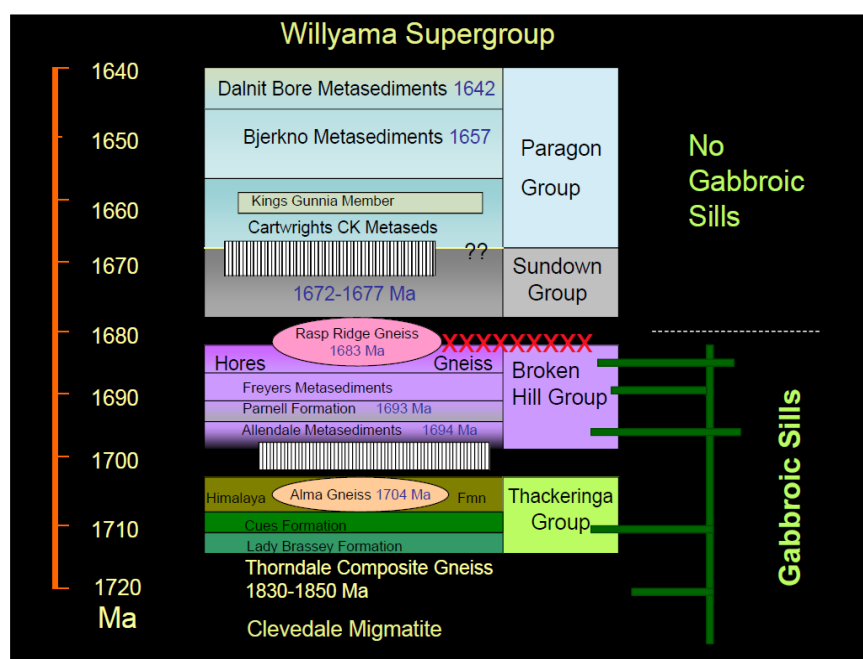 Willyama Supergroup
1640
1650
1660
1670
1680
1690
1700
1710
1720
Ma
Dalnit Bore Metasediments 1642
Bjerkno Metasediments 1657
Kings Gunnia Member
Cartwrights CK Metaseds
??
1672-1677 Ma
Rasp Ridge Gneiss
1683 Ma
XXXXXXXXX
Hores Gneiss
Freyers Metasediments
Parnell Formation 1693 Ma
Allendale Metasediments 1694 Ma
Himalaya Alma Gneiss 1704 Ma Fmn
Cues Formation
Lady Brassey Formation
Thorndale Composite Gneiss
1830-1850 Ma
Clevedale Migmatite
Paragon
Group
Sundown
Group
Broken
Hill Group
Thackeringa
Group
No
Gabbroic
Sills
Gabbroic Sills